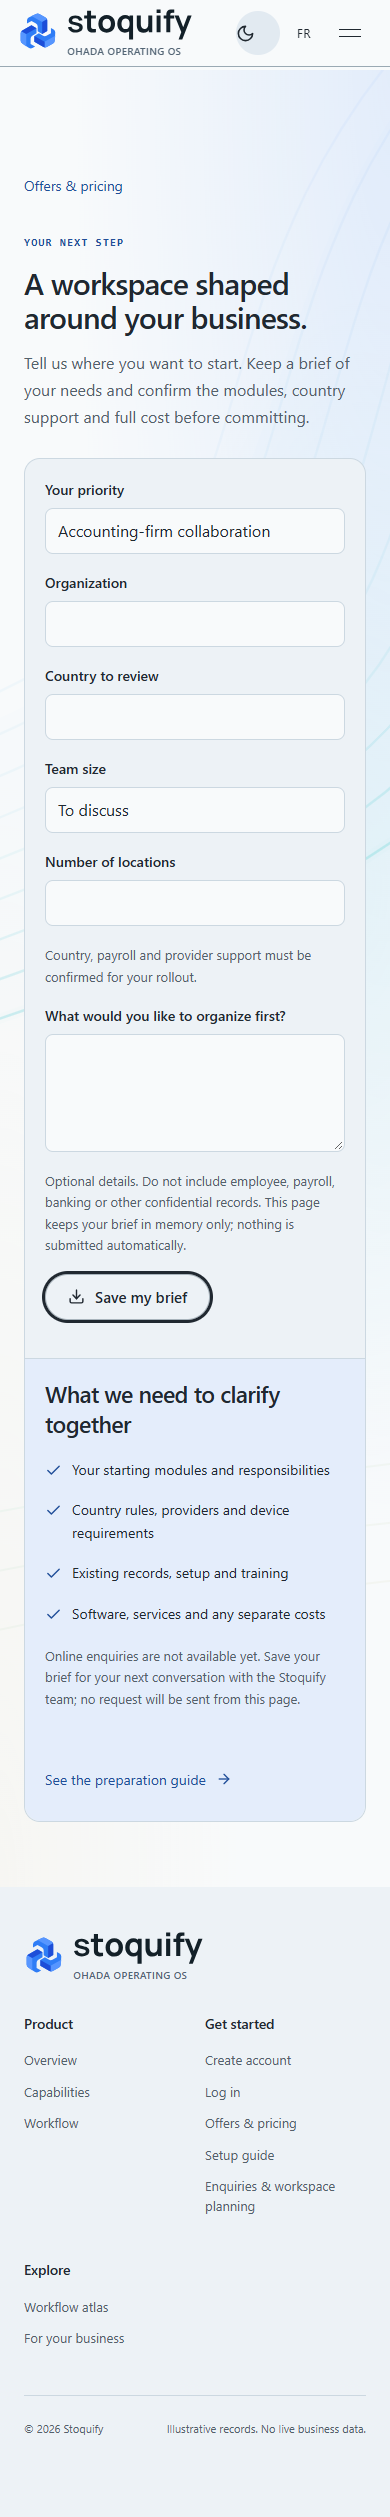 stoquify
OHADA OPERATING OS
FR
Offers & pricing
YOUR NEXT STEP
A workspace shaped
around your business.
Tell us where you want to start. Keep a brief of
your needs and confirm the modules, country
support and full cost before committing.
Your priority
Accounting-firm collaboration
Organization
Country to review
Team size
To discuss
Number of locations
Country, payroll and provider support must be
confirmed for your rollout.
What would you like to organize first?
Optional details. Do not include employee, payroll,
banking or other confidential records. This page
keeps your brief in memory only; nothing is
submitted automatically.
Save my brief
What we need to clarify
together
Your starting modules and responsibilities
Country rules, providers and device
requirements
Existing records, setup and training
Software, services and any separate costs
Online enquiries are not available yet. Save your
brief for your next conversation with the Stoquify
team; no request will be sent from this page.
See the preparation guide
stoquify
OHADA OPERATING OS
Product
Overview
Capabilities
Workflow
Get started
Create account
Log in
Offers & pricing
Setup guide
Enquiries & workspace
planning
Explore
Workflow atlas
For your business
© 2026 Stoquify
Illustrative records. No live business data.